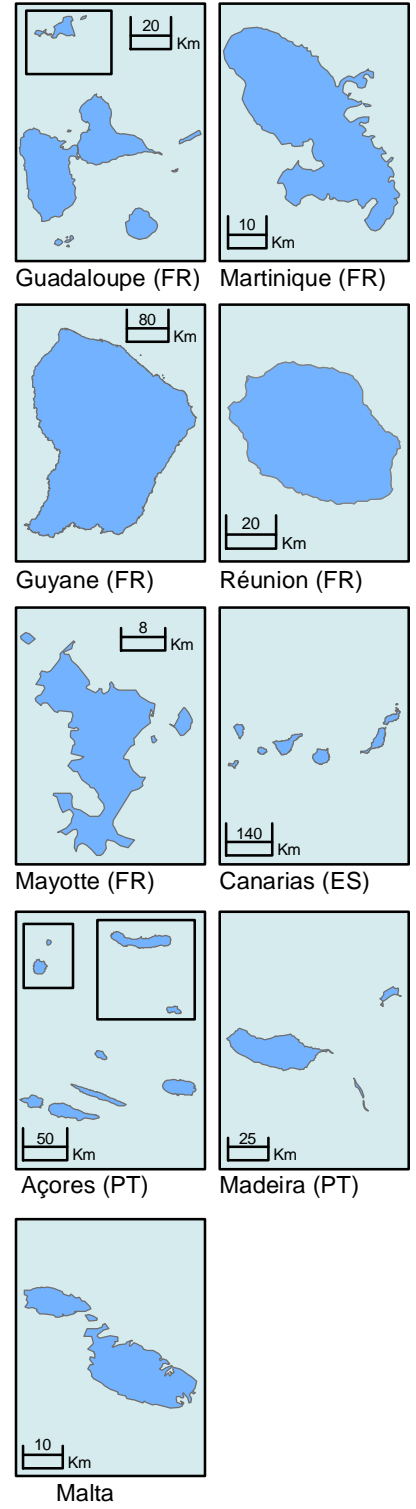 20
Km
Guadaloupe (FR)
10
Km
Martinique (FR)
80
Km
Guyane (FR)
20
Km
Réunion (FR)
8
Km
Mayotte (FR)
140
Km
Canarias (ES)
50
Km
Açores (PT)
25
Km
Madeira (PT)
10
Km
Malta